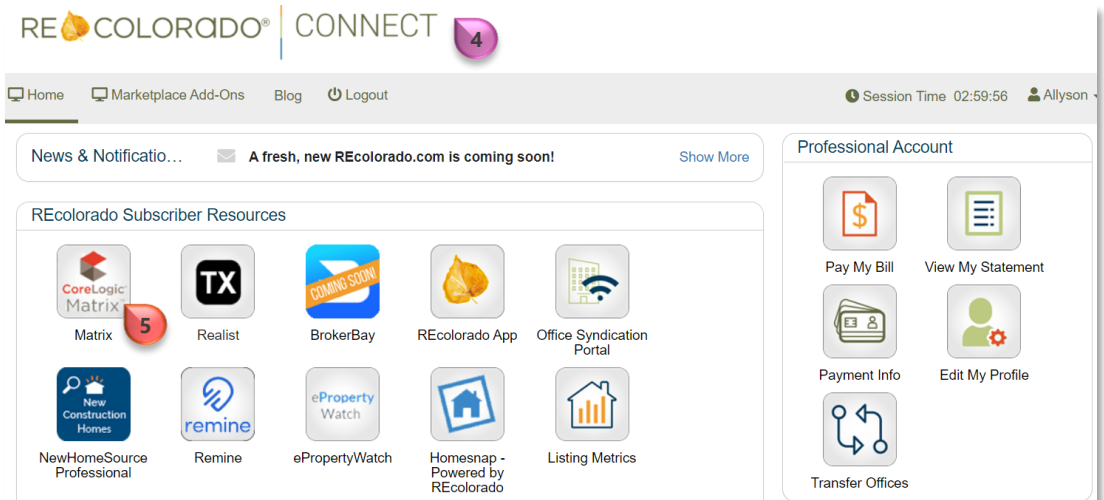 RECOLORADO® CONNECT
4
Home Marketplace Add-Ons Blog Logout Session Time 02:59:56 Allyson
News & Notificatio... A fresh, new REcolorado.com is coming soon! Show More
Professional Account
REcolorado Subscriber Resources
CoreLogic
Matrix™
TX
COMING SOON!
$
Matrix
5
Realist
BrokerBay
REcolorado App
Office Syndication
Portal
Pay My Bill
View My Statement
New
Construction
Homes
remine
eProperty
Watch
Payment Info
Edit My Profile
NewHomeSource
Professional
Remine
ePropertyWatch
Homesnap -
Powered by
REcolorado
Listing Metrics
Transfer Offices